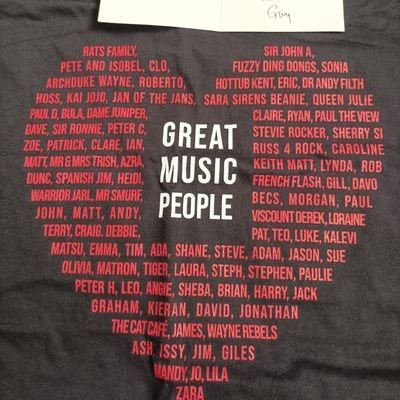 Guy
RATS FAMILY,
SIR JOHN A,
PETE AND ISOBEL, CLO,
FUZZY DING DONGS, SONIA
ARCHDUKE WAYNE, ROBERTO,
HOTTUB KENT, ERIC, DR ANDY FILTH
HOSS, KAI JOJO, JAN OF THE JANS, SARA SIRENS BEANIE, QUEEN JULIE
PAUL D, BULA, DAME JUNIPER,
CLAIRE, RYAN, PAUL THE VIEW
DAVE, SIR RONNIE, PETER C,
STEVIE ROCKER, SHERRY SI
ZOE, PATRICK, CLARE, IAN,
RUSS 4 ROCK, CAROLINE
MATT, MR & MRS TRISH, AZRA,
KEITH MATT, LYNDA, ROB
DUNC, SPANISH JIM, HEIDI,
FRENCH FLASH, GILL, DAVO
WARRIOR JARL, MR SMURF
BECS, MORGAN, PAUL
JOHN, MATT, ANDY,
VISCOUNT DEREK, LORAINE
TERRY, CRAIG. DEBBIE,
PAT, TEO, LUKE, KALEVI
GREAT
MUSIC
PEOPLE
MATSU, EMMA, TIM, ADA, SHANE, STEVE, ADAM, JASON, SUE
OLIVIA, MATRON, TIGER, LAURA, STEPH, STEPHEN, PAULIE
PETER H, LEO, ANGIE, SHEBA, BRIAN, HARRY, JACK
GRAHAM, KIERAN, DAVID, JONATHAN
THE CAT CAFÉ, JAMES, WAYNE REBELS
ASH, ISSY, JIM, GILES
MANDY, JO, LILA
ZARA